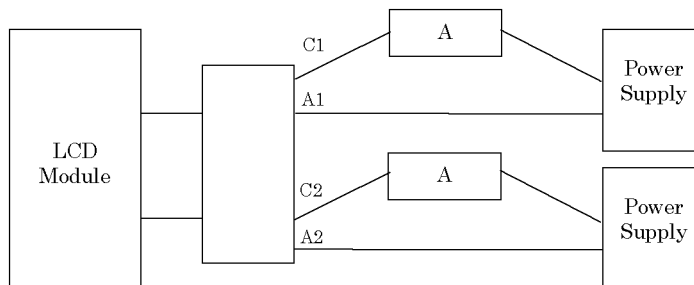 C1
A
A1
Power
Supply
LCD
Module
C2
A
A2
Power
Supply